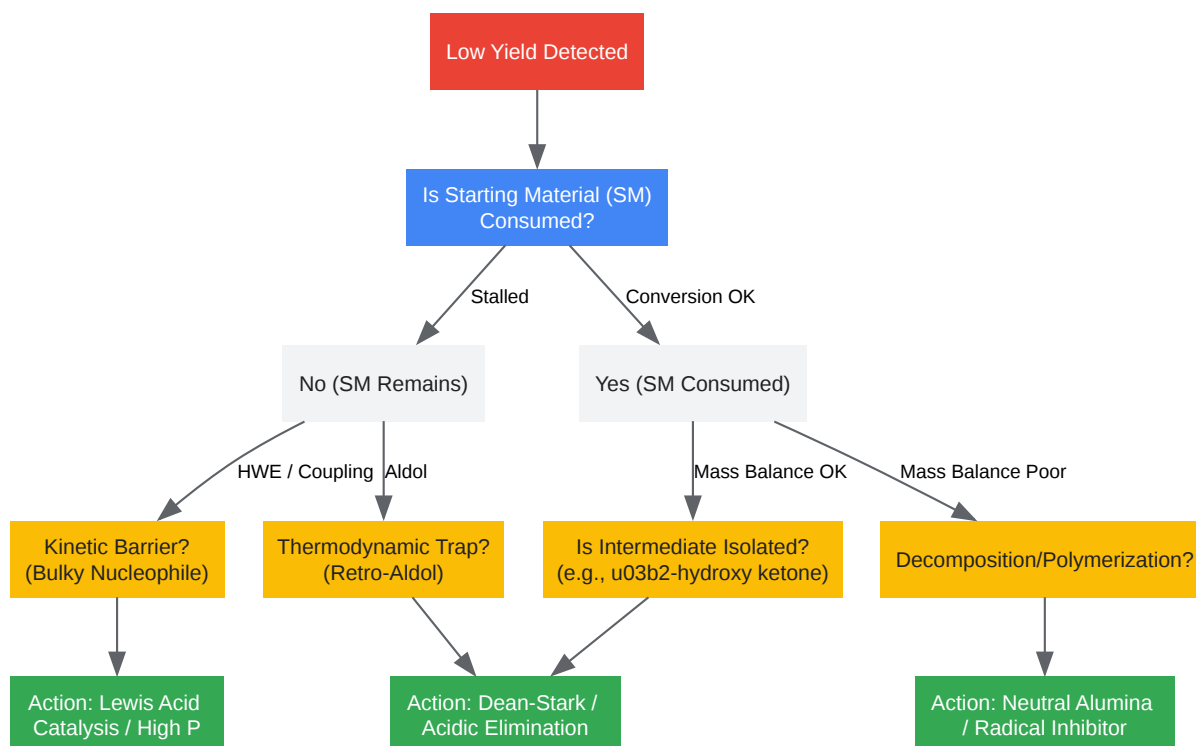 Low Yield Detected
Is Starting Material (SM)
Consumed?
Stalled
Conversion OK
No (SM Remains)
Yes (SM Consumed)
HWE / Coupling
Aldol
Mass Balance OK
Mass Balance Poor
Kinetic Barrier?
(Bulky Nucleophile)
Thermodynamic Trap?
(Retro-Aldol)
Is Intermediate Isolated?
(e.g., u03b2-hydroxy ketone)
Decomposition/Polymerization?
Action: Lewis Acid
Catalysis / High P
Action: Dean-Stark /
Acidic Elimination
Action: Neutral Alumina
/ Radical Inhibitor